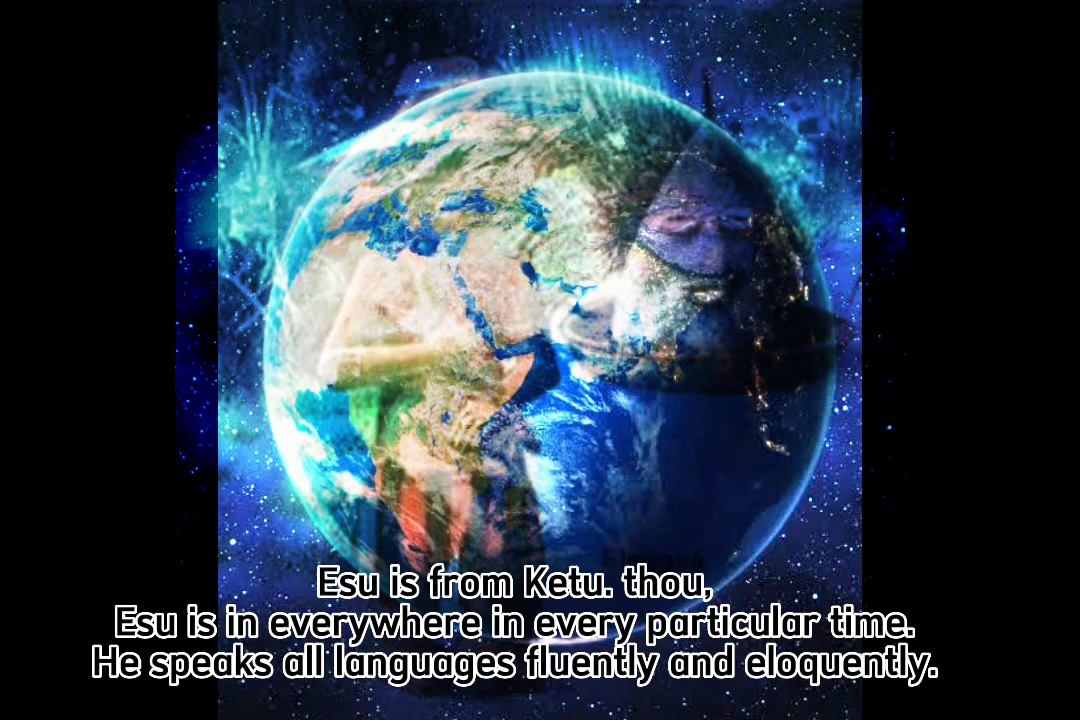 Esu is from Ketu. thou,
Esu is in everywhere in every particular time.
He speaks all languages fluently and eloquently.